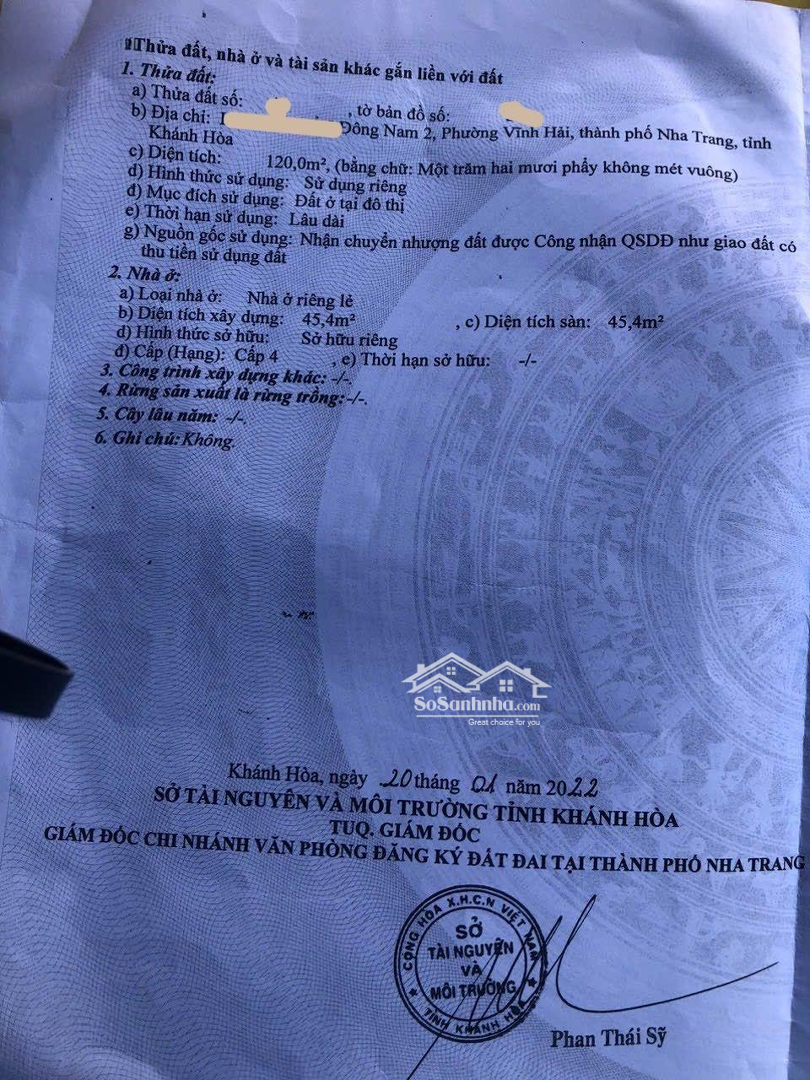 Thửa đất, nhà ở và tài sản khác gắn liền với đất
1. Thửa đất:
a) Thửa đất số: , tờ bản đồ số:
b) Địa chỉ: Đông Nam 2, Phường Vĩnh Hải, thành phố Nha Trang, tỉnh
Khánh Hòa
c) Diện tích: 120,0m², (bằng chữ: Một trăm hai mươi phẩy không mét vuông)
d) Hình thức sử dụng: Sử dụng riêng
đ) Mục đích sử dụng: Đất ở tại đô thị
e) Thời hạn sử dụng: Lâu dài
g) Nguồn gốc sử dụng: Nhận chuyển nhượng đất được Công nhận QSDĐ như giao đất có
thu tiền sử dụng đất
2. Nhà ở:
a) Loại nhà ở: Nhà ở riêng lẻ
b) Diện tích xây dựng: 45,4m² , c) Diện tích sàn: 45,4m²
d) Hình thức sở hữu: Sở hữu riêng
đ) Cấp (Hạng): Cấp 4 , e) Thời hạn sở hữu: -/-
3. Công trình xây dựng khác: -/-.
4. Rừng sản xuất là rừng trồng:-/-.
5. Cây lâu năm: -/-.
6. Ghi chú: Không.
SoSanhnha.com
Great choice for you
Khánh Hòa, ngày 20 tháng 01 năm 2022
SỞ TÀI NGUYÊN VÀ MÔI TRƯỜNG TỈNH KHÁNH HÒA
TUQ. GIÁM ĐỐC
GIÁM ĐỐC CHI NHÁNH VĂN PHÒNG ĐĂNG KÝ ĐẤT ĐAI TẠI THÀNH PHỐ NHA TRANG
CỘNG HÒA X.H.C.N VIỆT NAM
SỞ
TÀI NGUYÊN
VÀ
MÔI TRƯỜNG
TỈNH KHÁNH HÒA
Phan Thái Sỹ